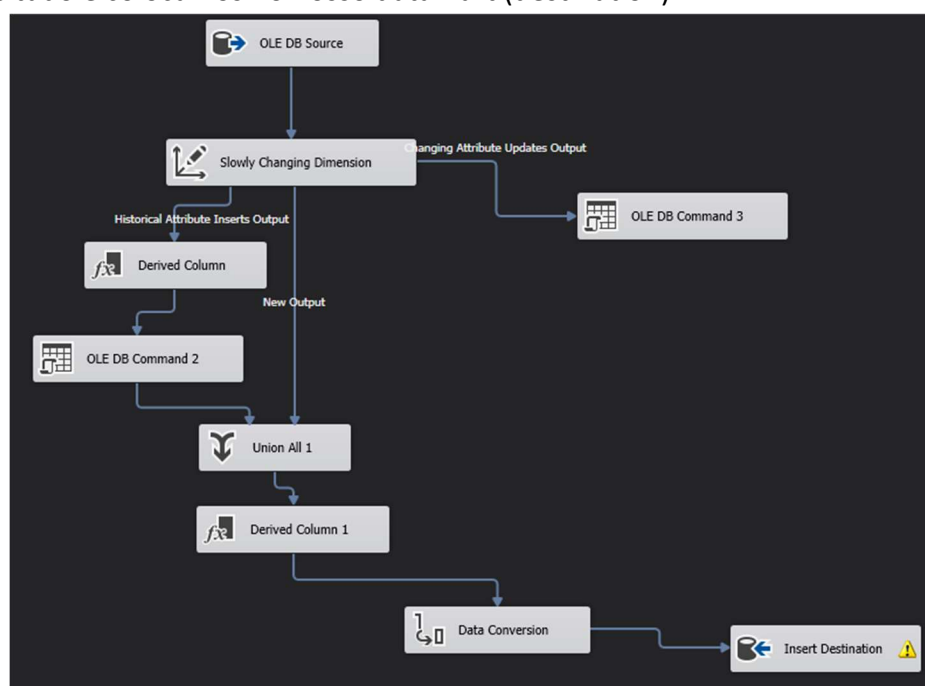 OLE DB Source
Slowly Changing Dimension
Changing Attribute Updates Output
OLE DB Command 3
Historical Attribute Inserts Output
Derived Column
New Output
OLE DB Command 2
Union All 1
Derived Column 1
Data Conversion
Insert Destination